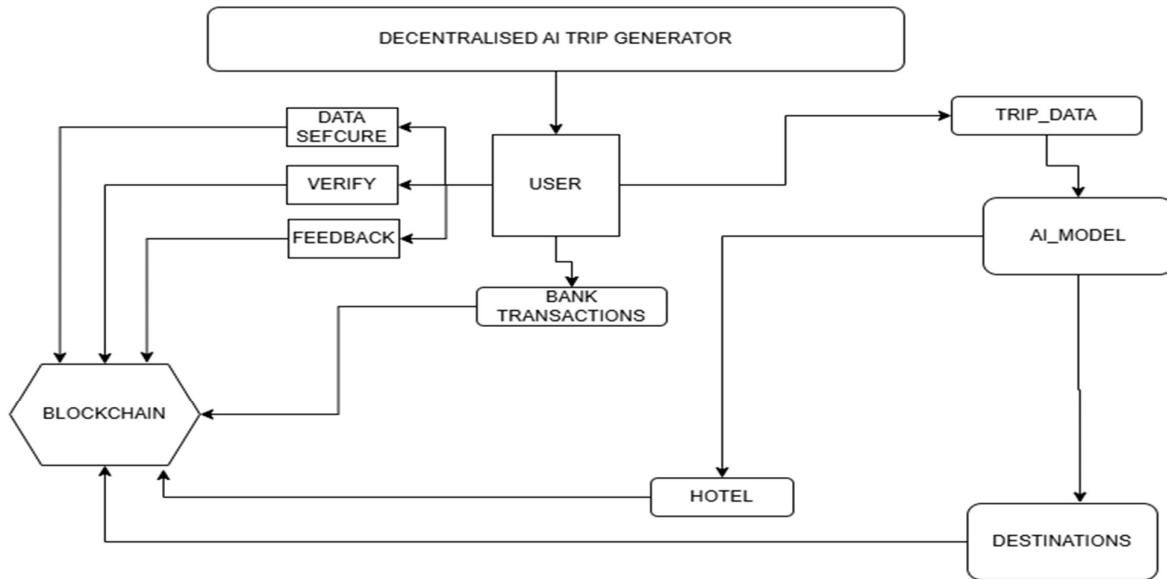 DECENTRALISED AI TRIP GENERATOR
DATA
SEFCURE
TRIP_DATA
VERIFY
USER
FEEDBACK
AI_MODEL
BANK
TRANSACTIONS
BLOCKCHAIN
HOTEL
DESTINATIONS